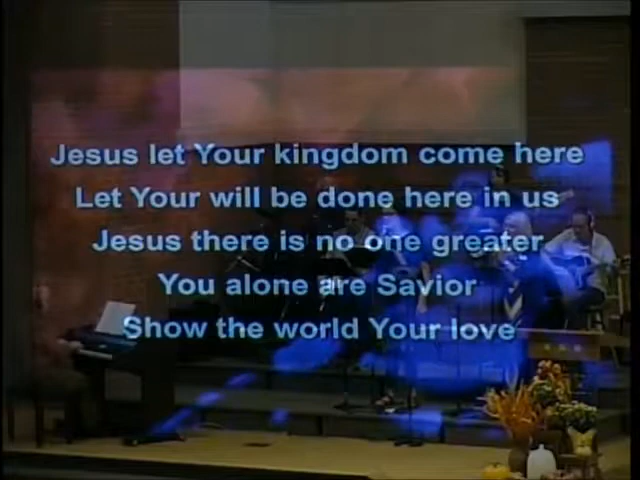 Jesus let Your kingdom come here
Let Your will be done here in us
Jesus there is no one greater
You alone are Savior
Show the world Your love